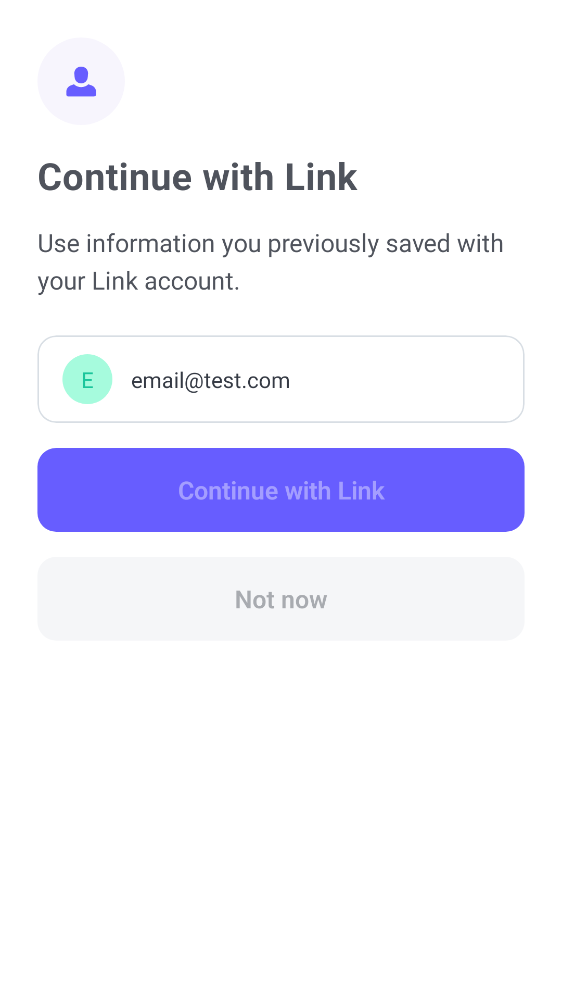 Continue with Link
Use information you previously saved with
your Link account.
E
email@test.com
Continue with Link
Not now